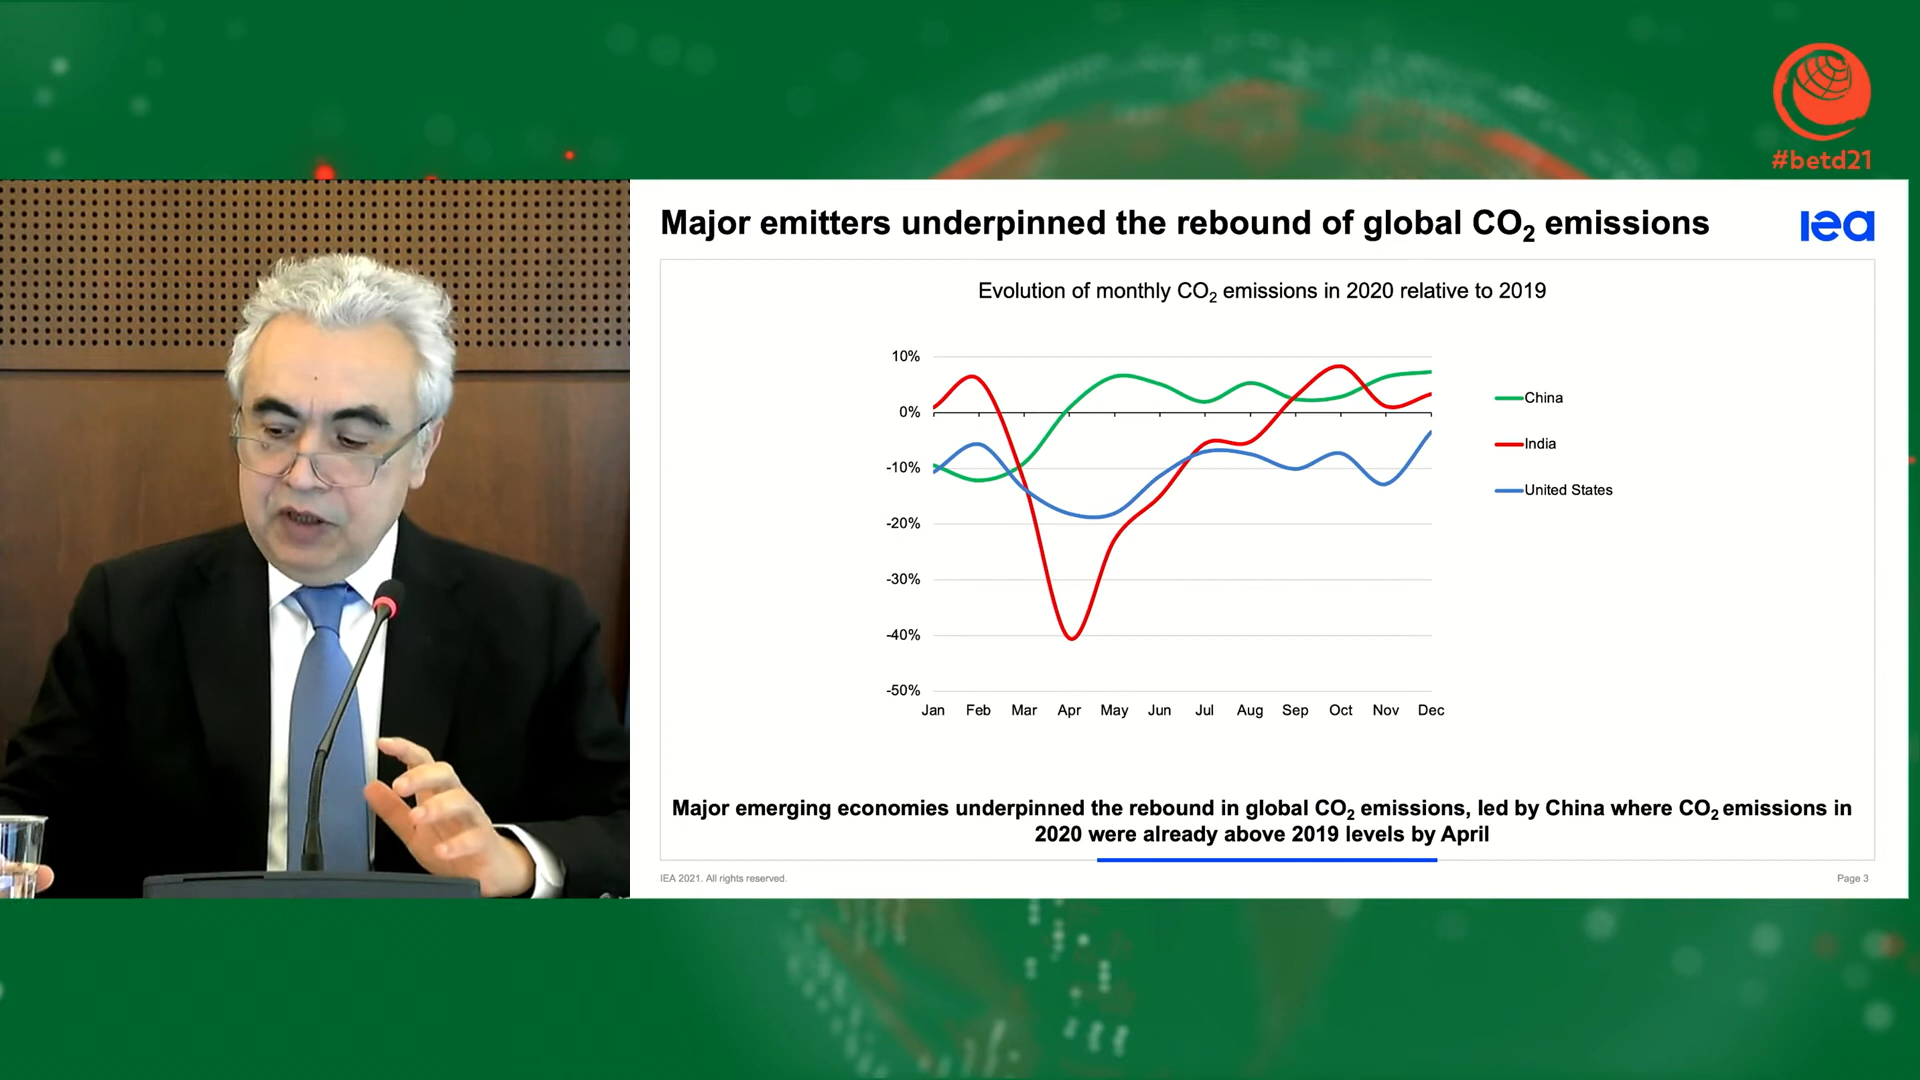 #betd21
Major emitters underpinned the rebound of global CO₂ emissions
iea
Evolution of monthly CO₂ emissions in 2020 relative to 2019
10%
0%
-10%
-20%
-30%
-40%
-50%
Jan Feb Mar Apr May Jun Jul Aug Sep Oct Nov Dec
China
India
United States
Major emerging economies underpinned the rebound in global CO₂ emissions, led by China where CO₂ emissions in
2020 were already above 2019 levels by April
IEA 2021. All rights reserved.
Page 3